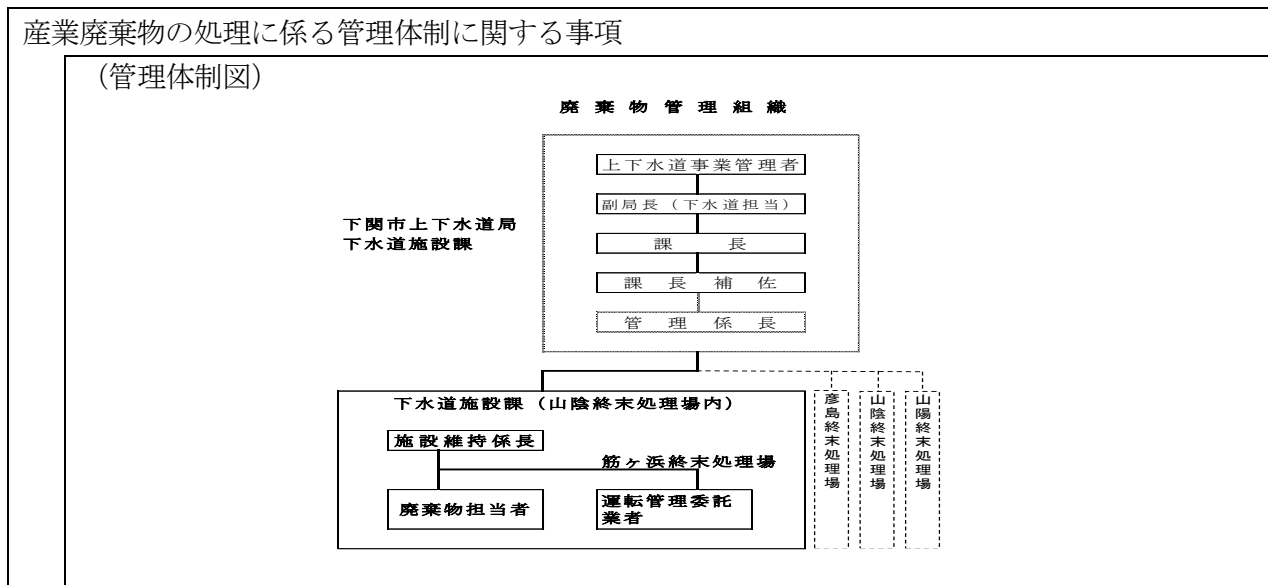 産業廃棄物の処理に係る管理体制に関する事項
（管理体制図）
廃棄物管理組織
上下水道事業管理者
副局長（下水道担当）
下関市上下水道局
下水道施設課
課長
課長補佐
管理係長
下水道施設課（山陰終末処理場内）
施設維持係長
筋ヶ浜終末処理場
廃棄物担当者
運転管理委託
業者
彦島終末処理場
山陰終末処理場
山陽終末処理場